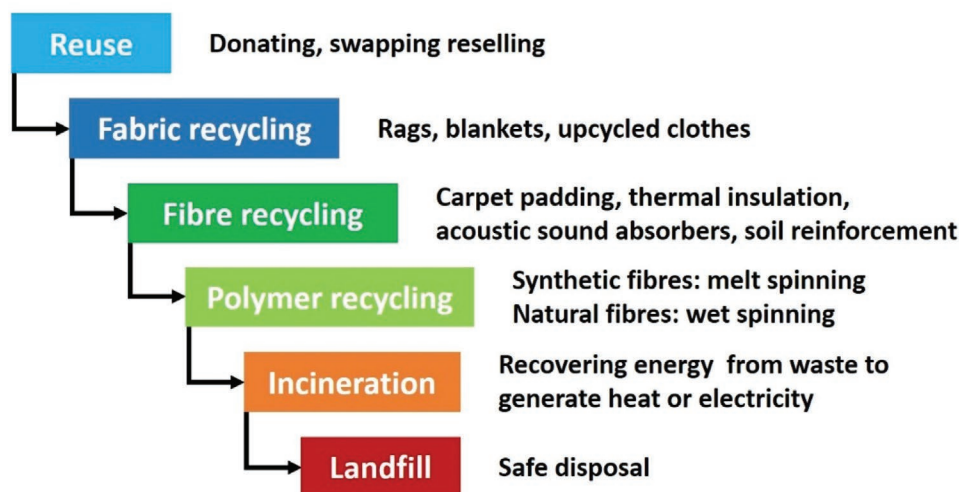 Reuse
Donating, swapping reselling
Fabric recycling
Rags, blankets, upcycled clothes
Fibre recycling
Carpet padding, thermal insulation,
acoustic sound absorbers, soil reinforcement
Polymer recycling
Synthetic fibres: melt spinning
Natural fibres: wet spinning
Incineration
Recovering energy from waste to
generate heat or electricity
Landfill
Safe disposal